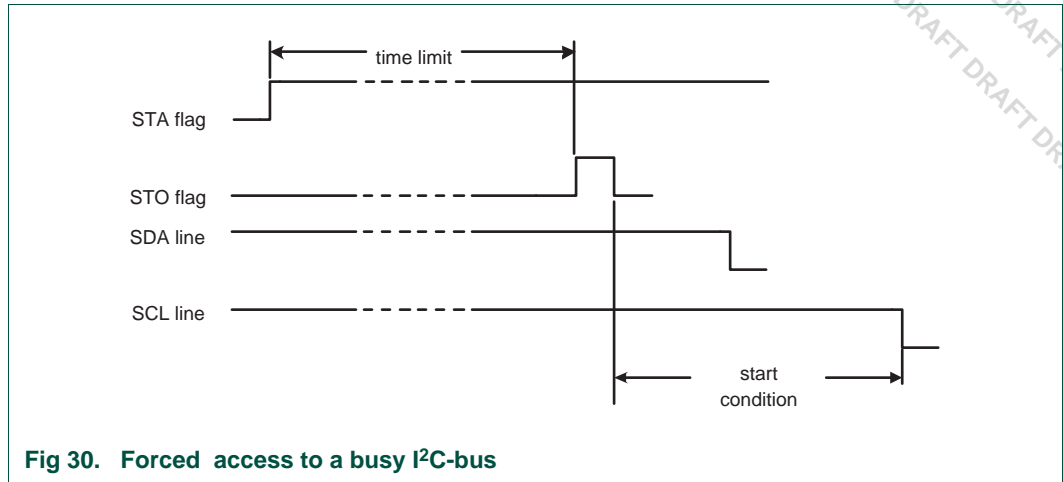 DRAFT DRAFT DRA
DRAFT
time limit
STA flag
STO flag
SDA line
SCL line
start
condition
Fig 30. Forced access to a busy I²C-bus